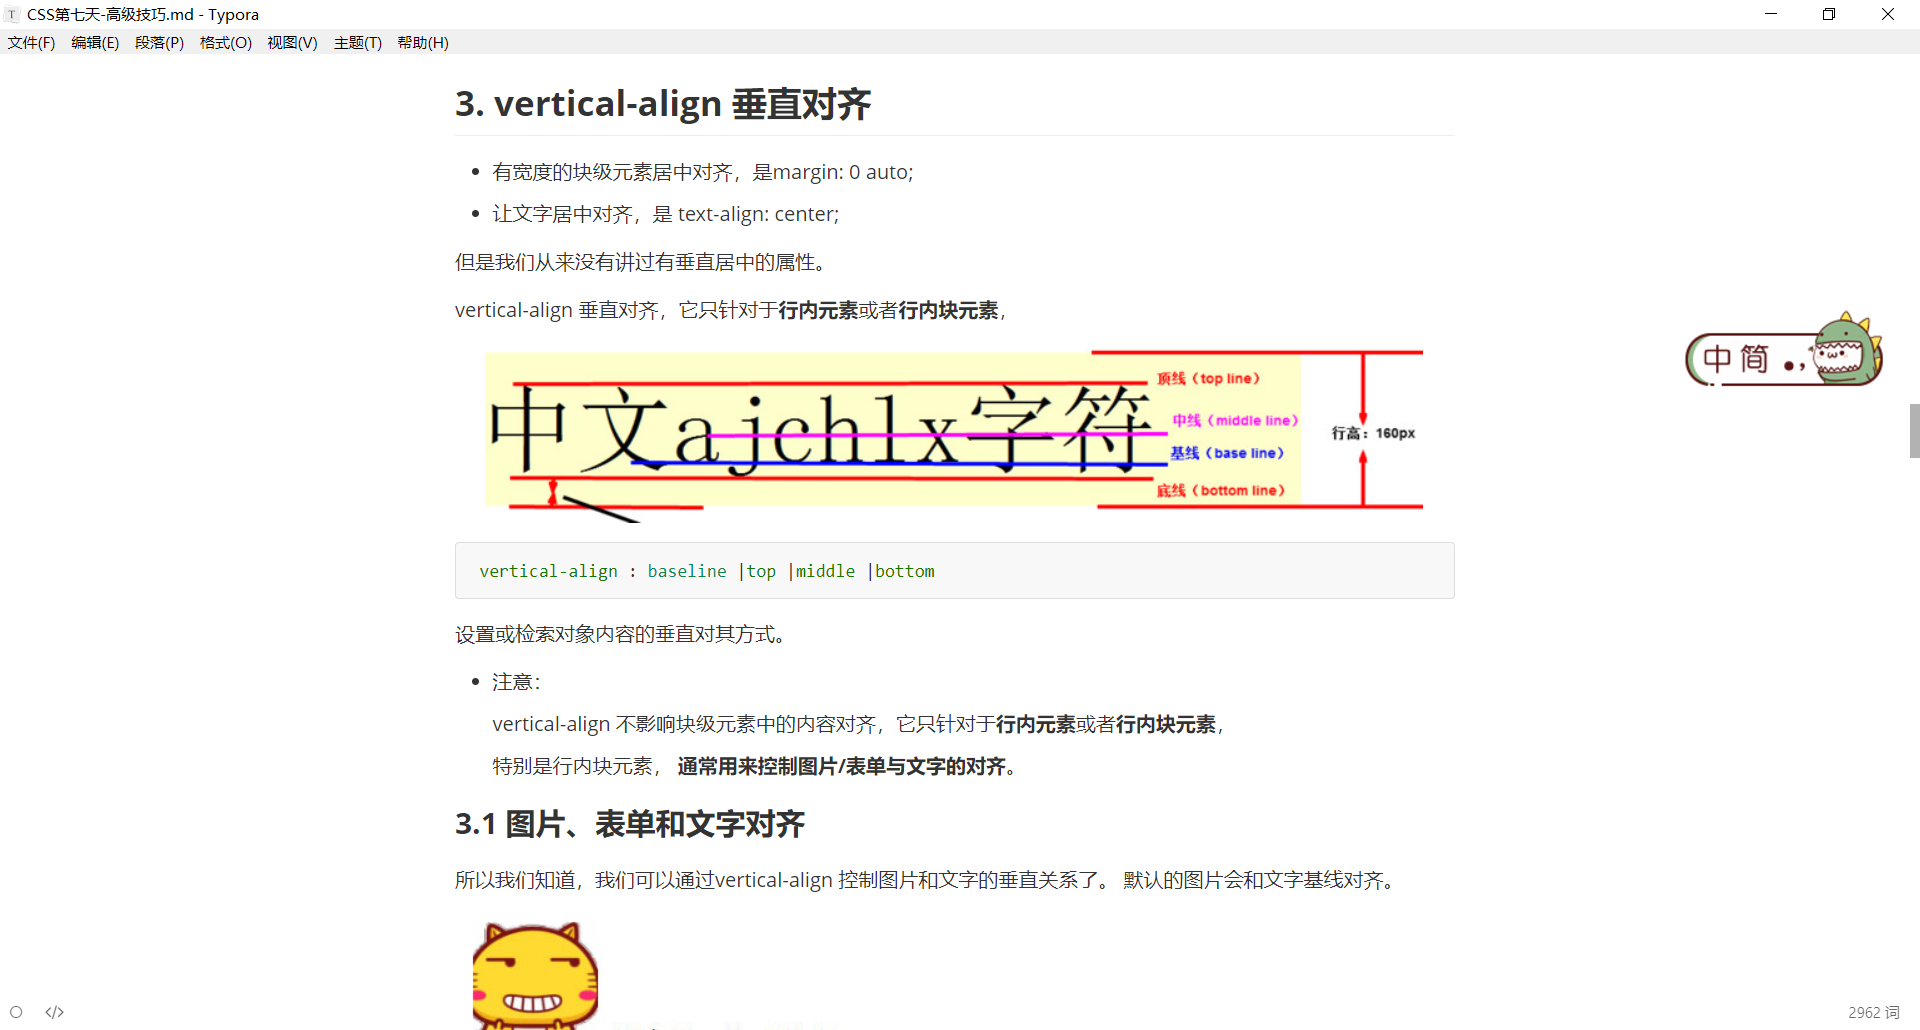 CSS第七天-高级技巧.md - Typora
文件(F) 编辑(E) 段落(P) 格式(O) 视图(V) 主题(T) 帮助(H)
3. vertical-align 垂直对齐
有宽度的块级元素居中对齐，是margin: 0 auto;
让文字居中对齐，是 text-align: center;
但是我们从来没有讲过有垂直居中的属性。
vertical-align 垂直对齐，它只针对于行内元素或者行内块元素，
中文ajchlx字符
顶线（top line）
中线（middle line）
基线（base line）
底线（bottom line）
行高：160px
中 简
vertical-align : baseline |top |middle |bottom
设置或检索对象内容的垂直对其方式。
注意：
vertical-align 不影响块级元素中的内容对齐，它只针对于行内元素或者行内块元素，
特别是行内块元素， 通常用来控制图片/表单与文字的对齐。
3.1 图片、表单和文字对齐
所以我们知道，我们可以通过vertical-align 控制图片和文字的垂直关系了。 默认的图片会和文字基线对齐。
2962 词